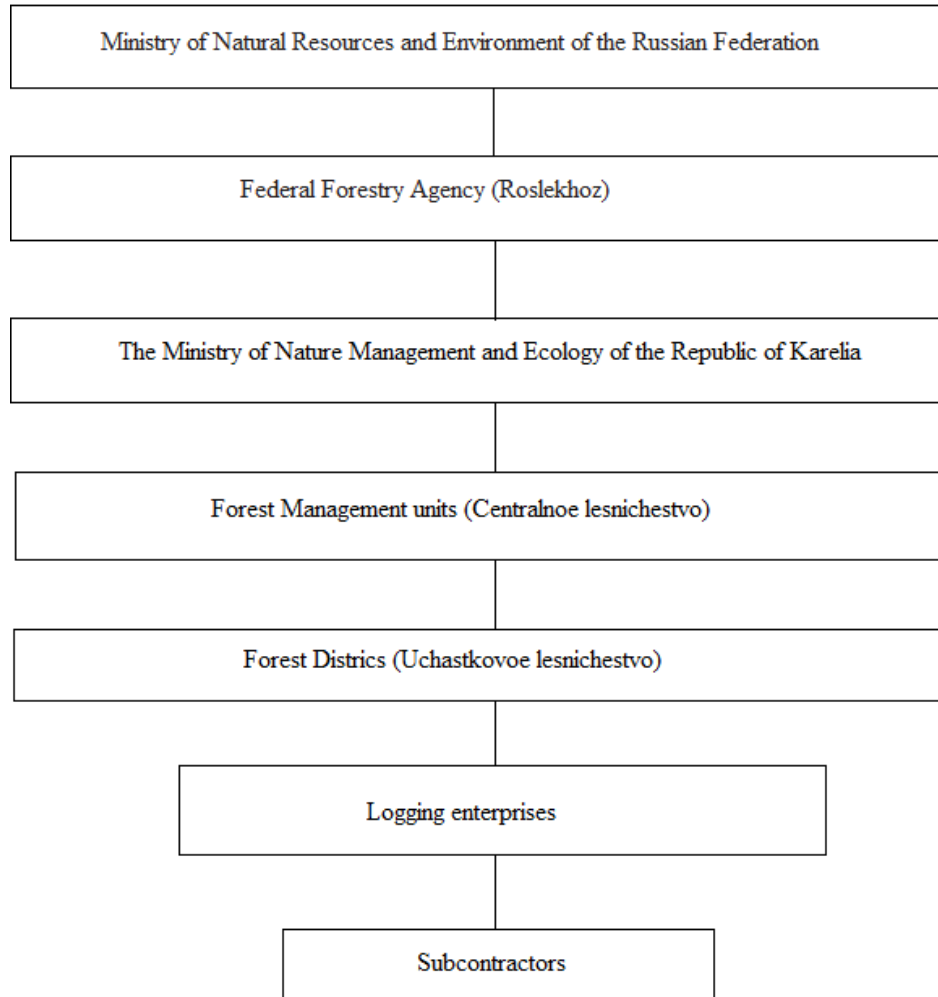 Ministry of Natural Resources and Environment of the Russian Federation
Federal Forestry Agency (Roslekhoz)
The Ministry of Nature Management and Ecology of the Republic of Karelia
Forest Management units (Centralnoe lesnichestvo)
Forest Districs (Uchastkovoe lesnichestvo)
Logging enterprises
Subcontractors